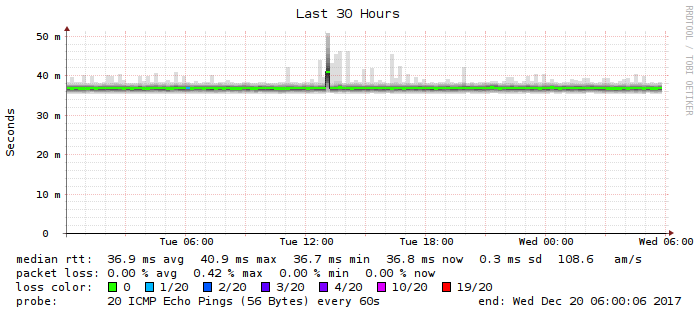 Last 30 Hours
RRDTOOL / TOBI OETIKER
Seconds
50 m
40 m
30 m
20 m
10 m
0
Tue 06:00 Tue 12:00 Tue 18:00 Wed 00:00 Wed 06:00
median rtt: 36.9 ms avg 40.9 ms max 36.7 ms min 36.8 ms now 0.3 ms sd 108.6 am/s
packet loss: 0.00 % avg 0.42 % max 0.00 % min 0.00 % now
loss color: 0 1/20 2/20 3/20 4/20 10/20 19/20
probe: 20 ICMP Echo Pings (56 Bytes) every 60s end: Wed Dec 20 06:00:06 2017